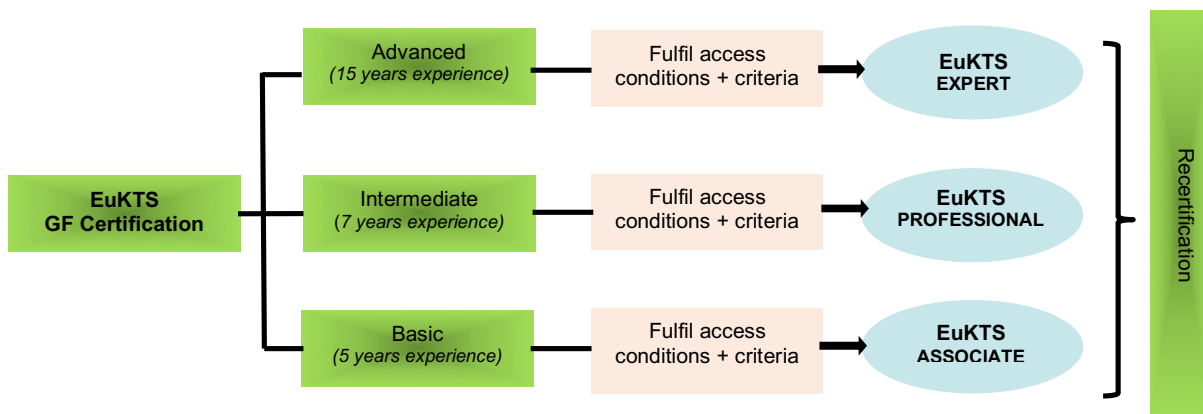 EuKTS
GF Certification
Advanced
(15 years experience)
Fulfil access
conditions + criteria
EuKTS
EXPERT
Intermediate
(7 years experience)
Fulfil access
conditions + criteria
EuKTS
PROFESSIONAL
Basic
(5 years experience)
Fulfil access
conditions + criteria
EuKTS
ASSOCIATE
Recertification